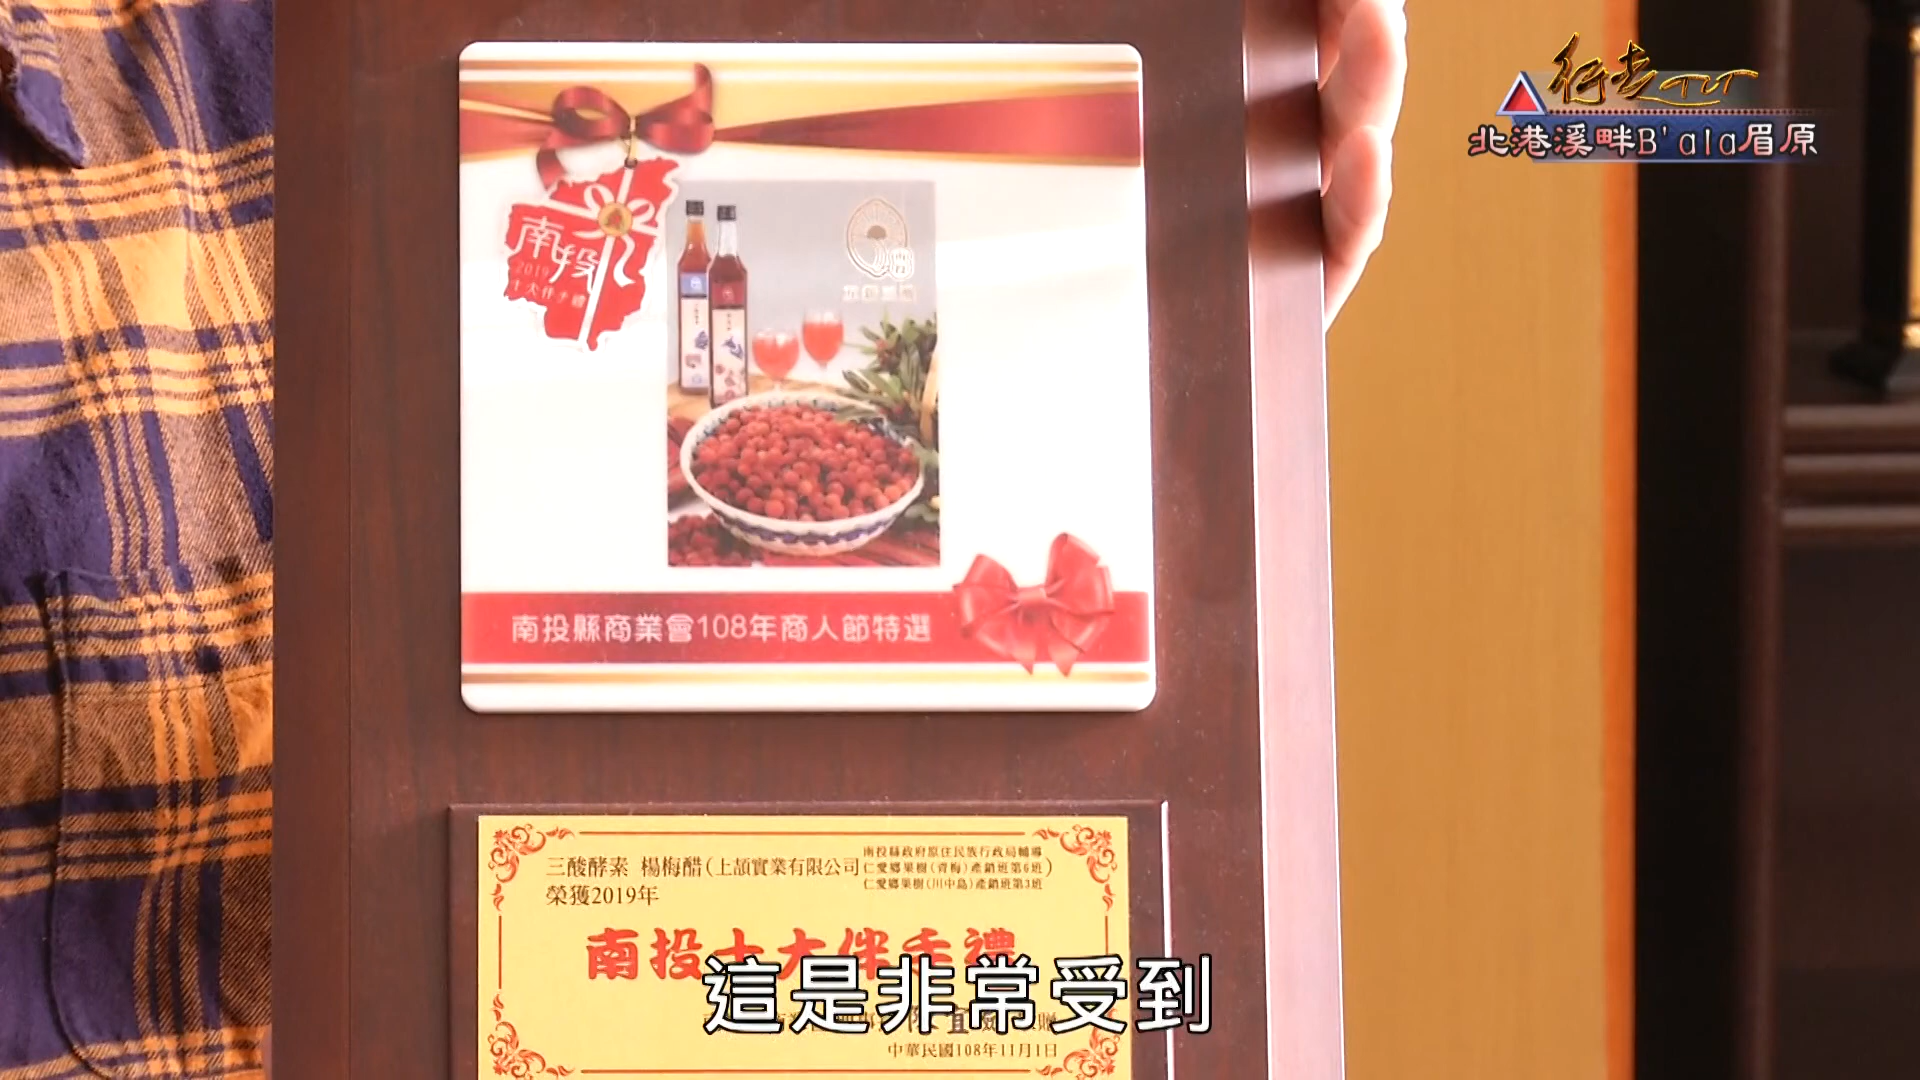 行走TIT
北港溪畔B'ala眉原
南投
2019
十大伴手禮
南投縣商業會108年商人節特選
三酸酵素 楊梅醋(上頡實業有限公司
南投縣政府原住民族行政局輔導
仁愛鄉果樹(青梅)產銷班第6班
仁愛鄉果樹(川中島)產銷班第3班
)
榮獲2019年
南投十大伴手禮
這是非常受到
中華民國108年11月1日